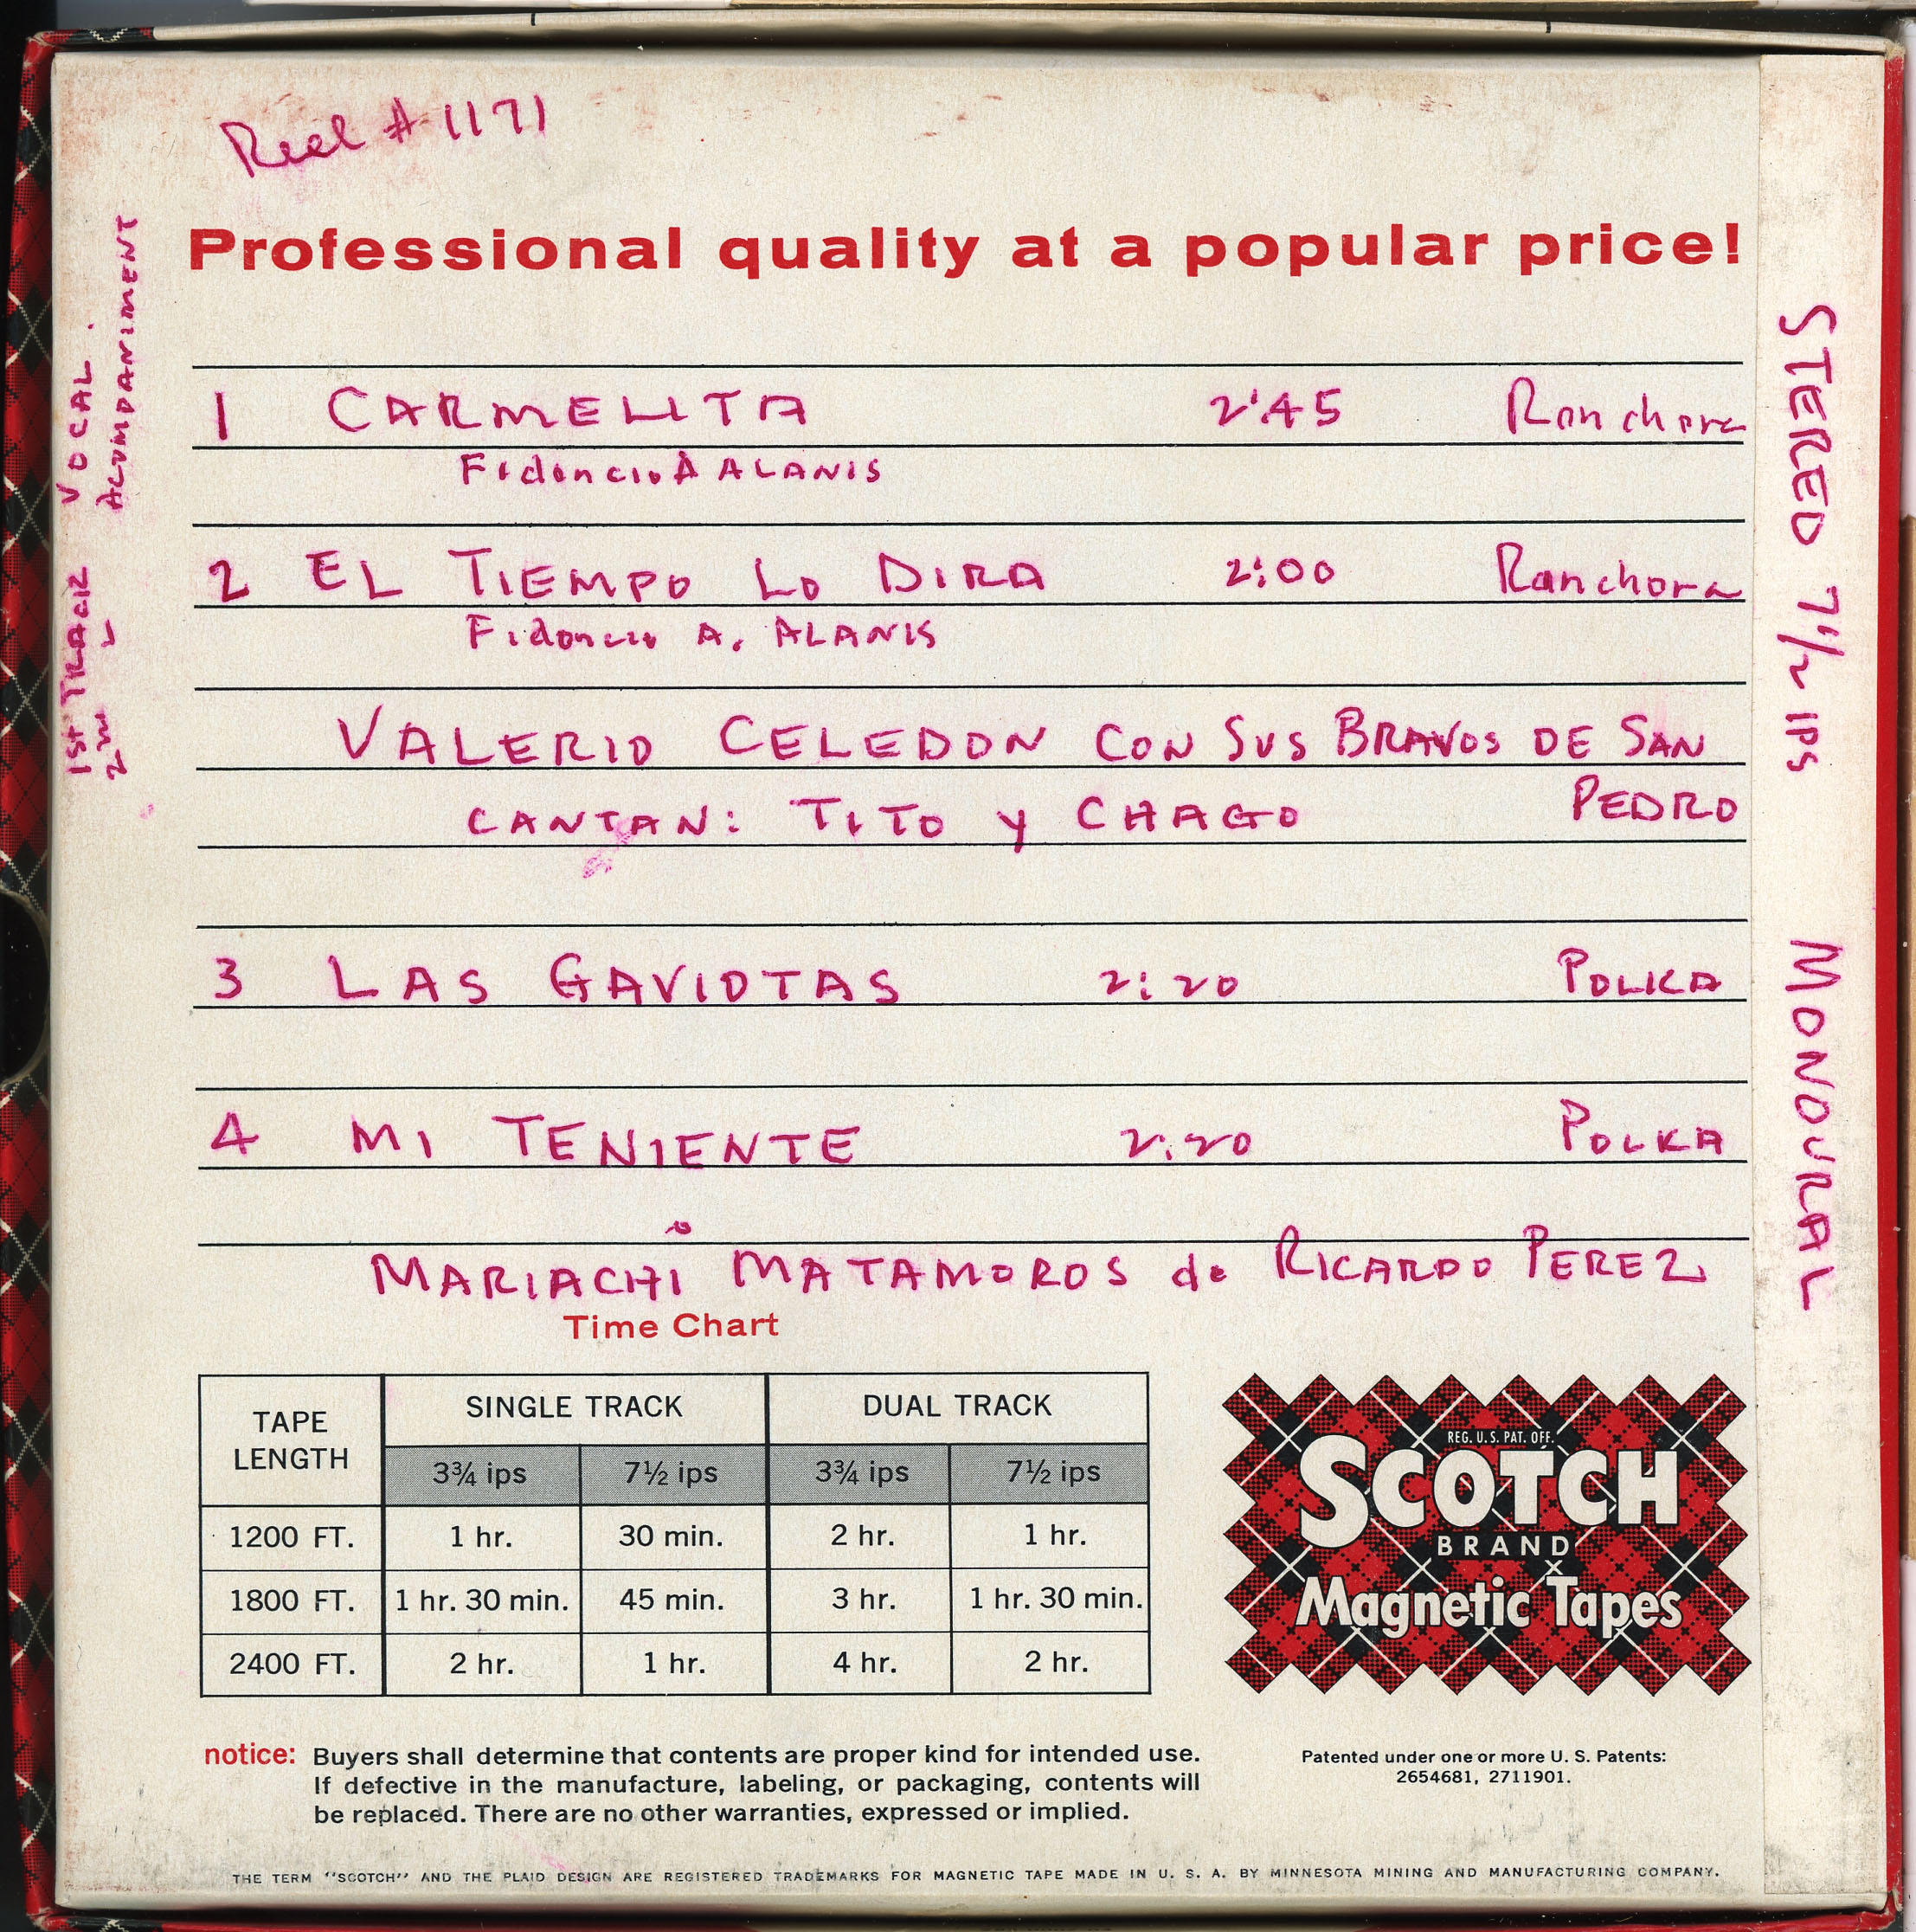 Reel # 1171
Professional quality at a popular price!
1 CARMELITA 2:45 Ranchera
Fidencio A ALANIS
2 EL TIEMPO LO DIRA 2:00 Ranchera
Fidencio A. ALANIS
VALERIO CELEDON CON SUS BRAVOS DE SAN
PEDRO
CANTAN: TITO y CHAGO
3 LAS GAVIOTAS 2:20 POLKA
4 MI TENIENTE 2:20 POLKA
MARIACHI MATAMOROS de RICARDO PEREZ
1ST TRACK VOCAL.
2ND " ACCOMPANIMENT
STEREO 7 1/2 IPS MONOURAL
Time Chart
TAPE LENGTH SINGLE TRACK DUAL TRACK
3¾ ips 7½ ips 3¾ ips 7½ ips
1200 FT. 1 hr. 30 min. 2 hr. 1 hr.
1800 FT. 1 hr. 30 min. 45 min. 3 hr. 1 hr. 30 min.
2400 FT. 2 hr. 1 hr. 4 hr. 2 hr.
REG. U.S. PAT. OFF.
SCOTCH
BRAND
Magnetic Tapes
notice: Buyers shall determine that contents are proper kind for intended use.
If defective in the manufacture, labeling, or packaging, contents will
be replaced. There are no other warranties, expressed or implied.
Patented under one or more U. S. Patents:
2654681, 2711901.
THE TERM "SCOTCH" AND THE PLAID DESIGN ARE REGISTERED TRADEMARKS FOR MAGNETIC TAPE MADE IN U. S. A. BY MINNESOTA MINING AND MANUFACTURING COMPANY.